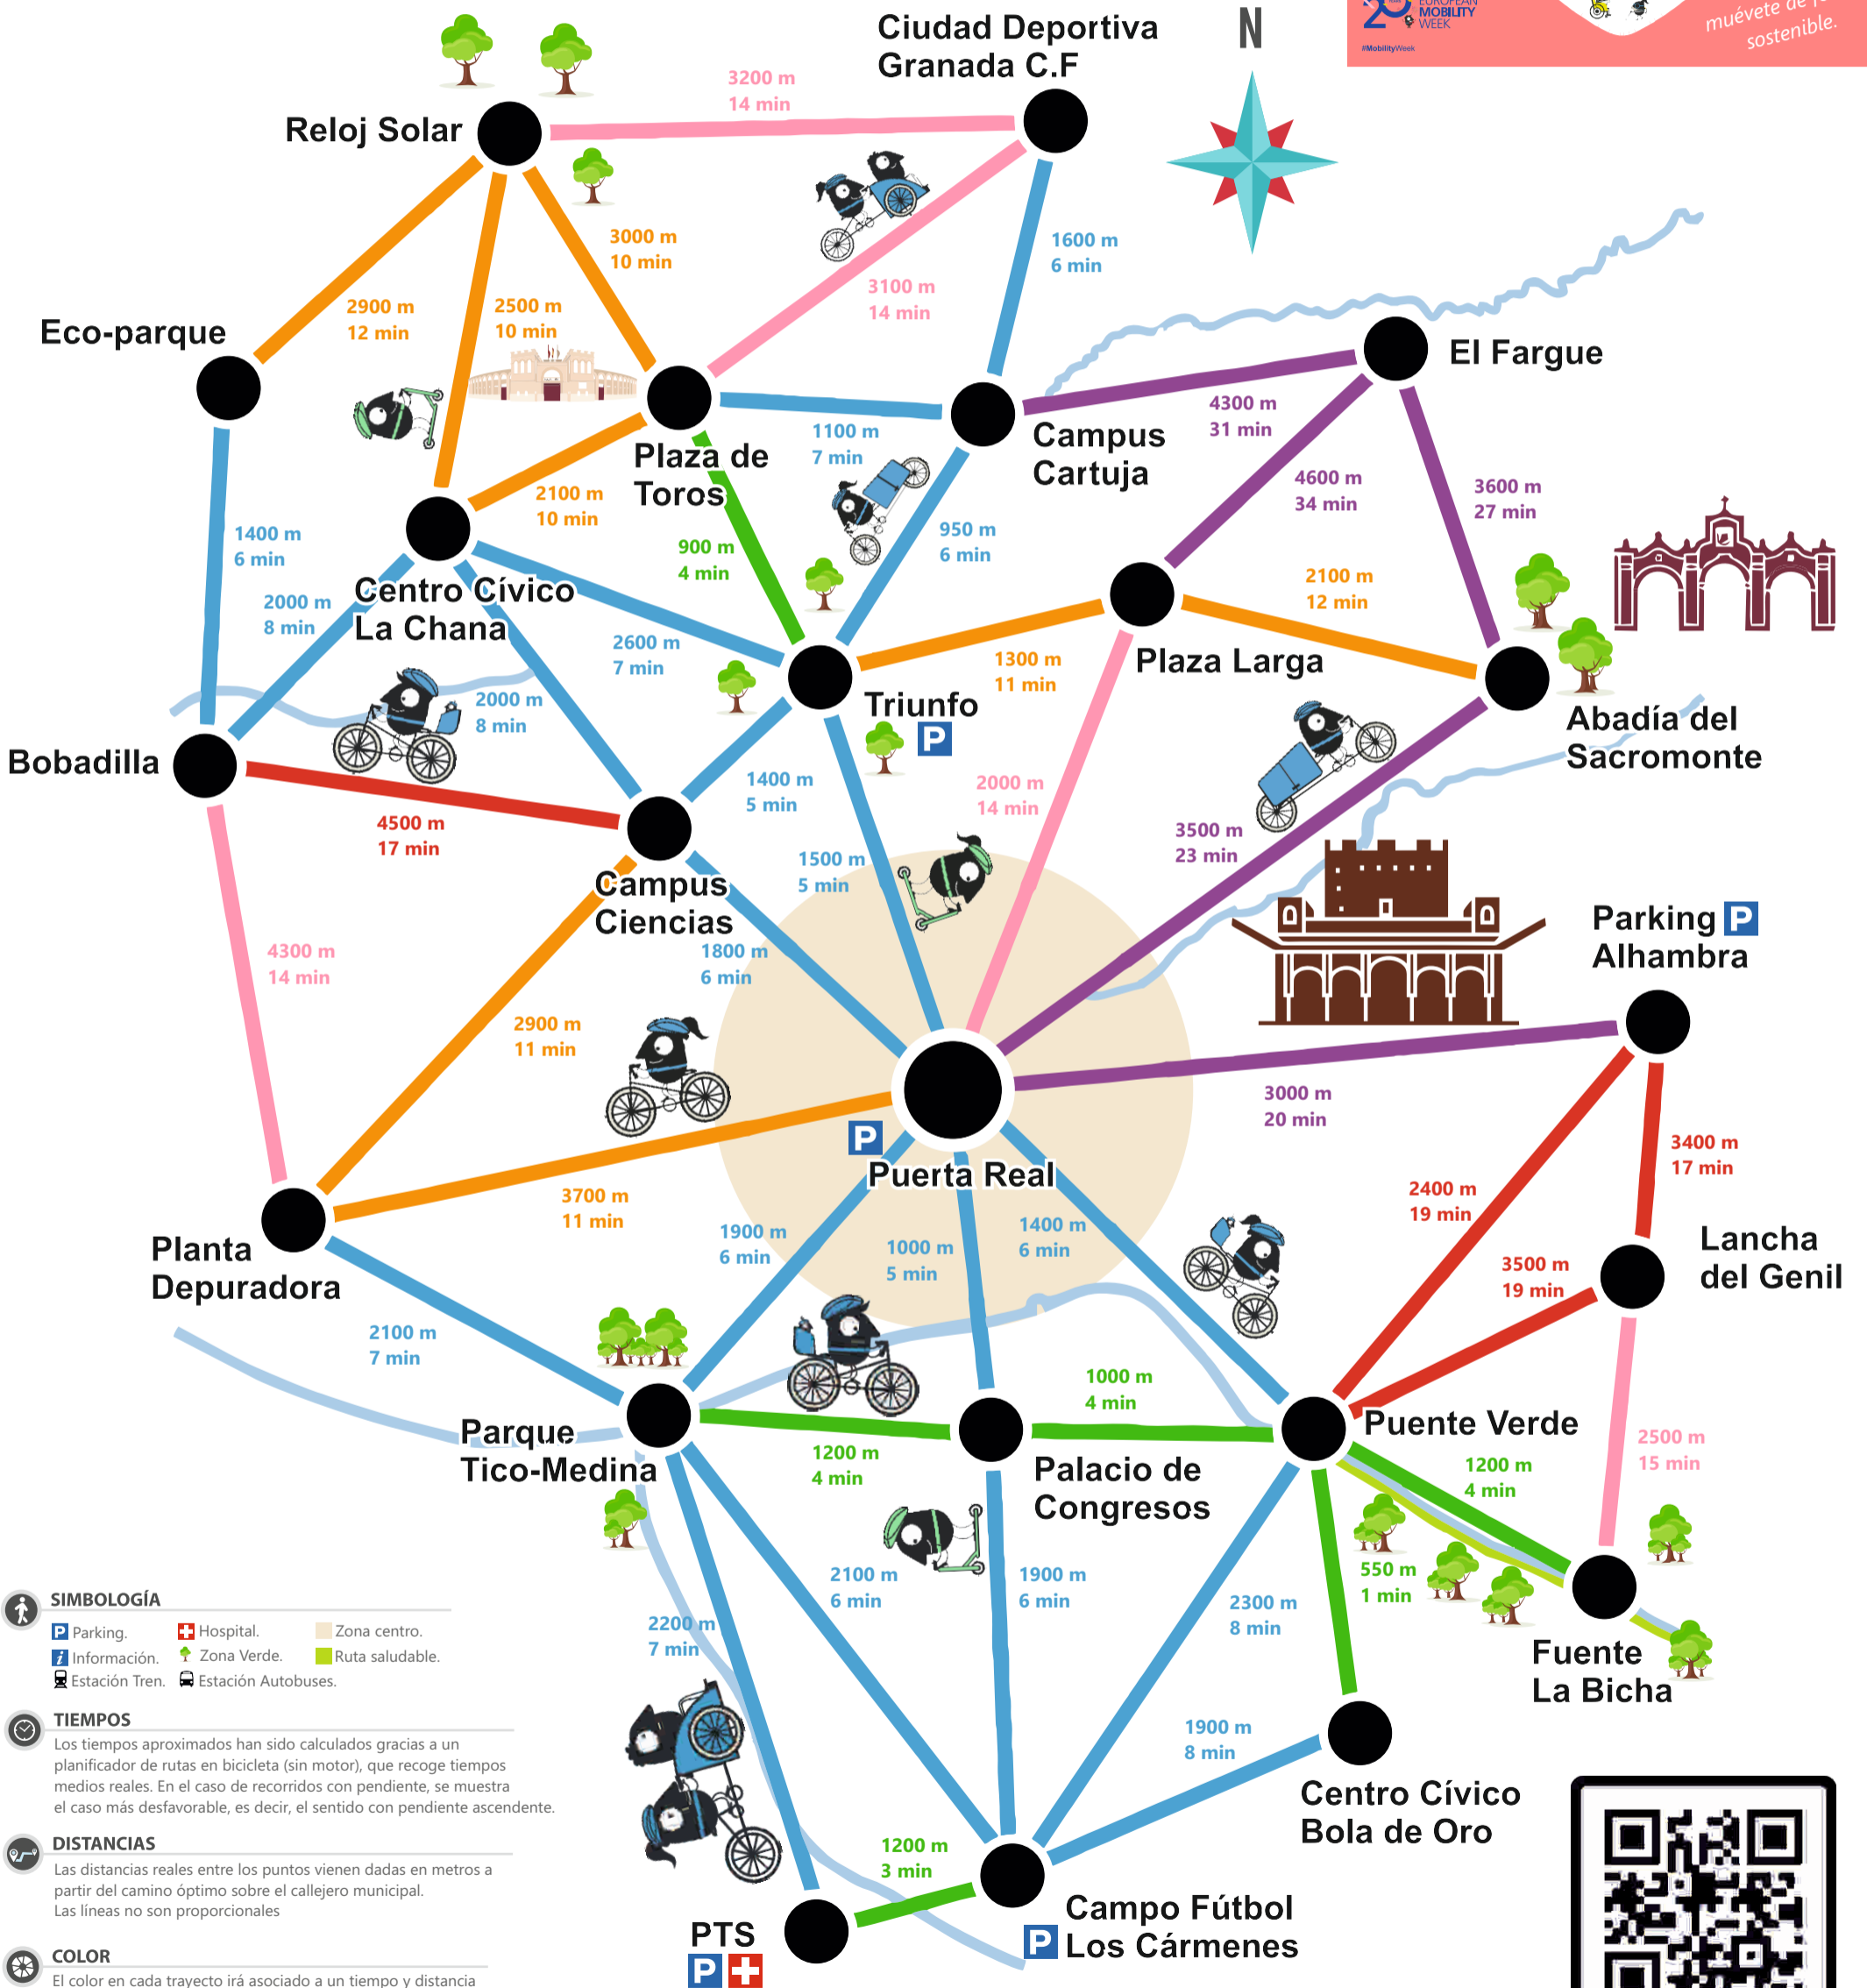 EUROPEAN
MOBILITY
WEEK
#MobilityWeek
muévete de
sostenible.
N
Ciudad Deportiva
Granada C.F
3200 m
14 min
Reloj Solar
3000 m
10 min
1600 m
6 min
3100 m
14 min
2900 m
12 min
2500 m
10 min
Eco-parque
El Fargue
4300 m
31 min
1100 m
7 min
Campus
Cartuja
Plaza de
Toros
2100 m
10 min
4600 m
34 min
3600 m
27 min
1400 m
6 min
900 m
4 min
950 m
6 min
2100 m
12 min
Centro Cívico
La Chana
2000 m
8 min
2600 m
7 min
1300 m
11 min
Plaza Larga
2000 m
8 min
Triunfo
P
Abadía del
Sacromonte
Bobadilla
1400 m
5 min
2000 m
14 min
4500 m
17 min
3500 m
23 min
1500 m
5 min
Campus
Ciencias
Parking P
Alhambra
4300 m
14 min
1800 m
6 min
2900 m
11 min
3000 m
20 min
P
Puerta Real
3400 m
17 min
3700 m
11 min
2400 m
19 min
1900 m
6 min
1000 m
5 min
1400 m
6 min
Planta
Depuradora
Lancha
del Genil
3500 m
19 min
2100 m
7 min
1000 m
4 min
Parque
Tico-Medina
1200 m
4 min
Puente Verde
2500 m
15 min
Palacio de
Congresos
1200 m
4 min
2100 m
6 min
1900 m
6 min
550 m
1 min
2300 m
8 min
2200 m
7 min
Fuente
La Bicha
1900 m
8 min
Centro Cívico
Bola de Oro
1200 m
3 min
Campo Fútbol
P Los Cármenes
PTS
P
SIMBOLOGÍA
P Parking.
Hospital.
Zona centro.
i Información.
Zona Verde.
Ruta saludable.
Estación Tren.
Estación Autobuses.
TIEMPOS
Los tiempos aproximados han sido calculados gracias a un
planificador de rutas en bicicleta (sin motor), que recoge tiempos
medios reales. En el caso de recorridos con pendiente, se muestra
el caso más desfavorable, es decir, el sentido con pendiente ascendente.
DISTANCIAS
Las distancias reales entre los puntos vienen dadas en metros a
partir del camino óptimo sobre el callejero municipal.
Las líneas no son proporcionales
COLOR
El color en cada trayecto irá asociado a un tiempo y distancia